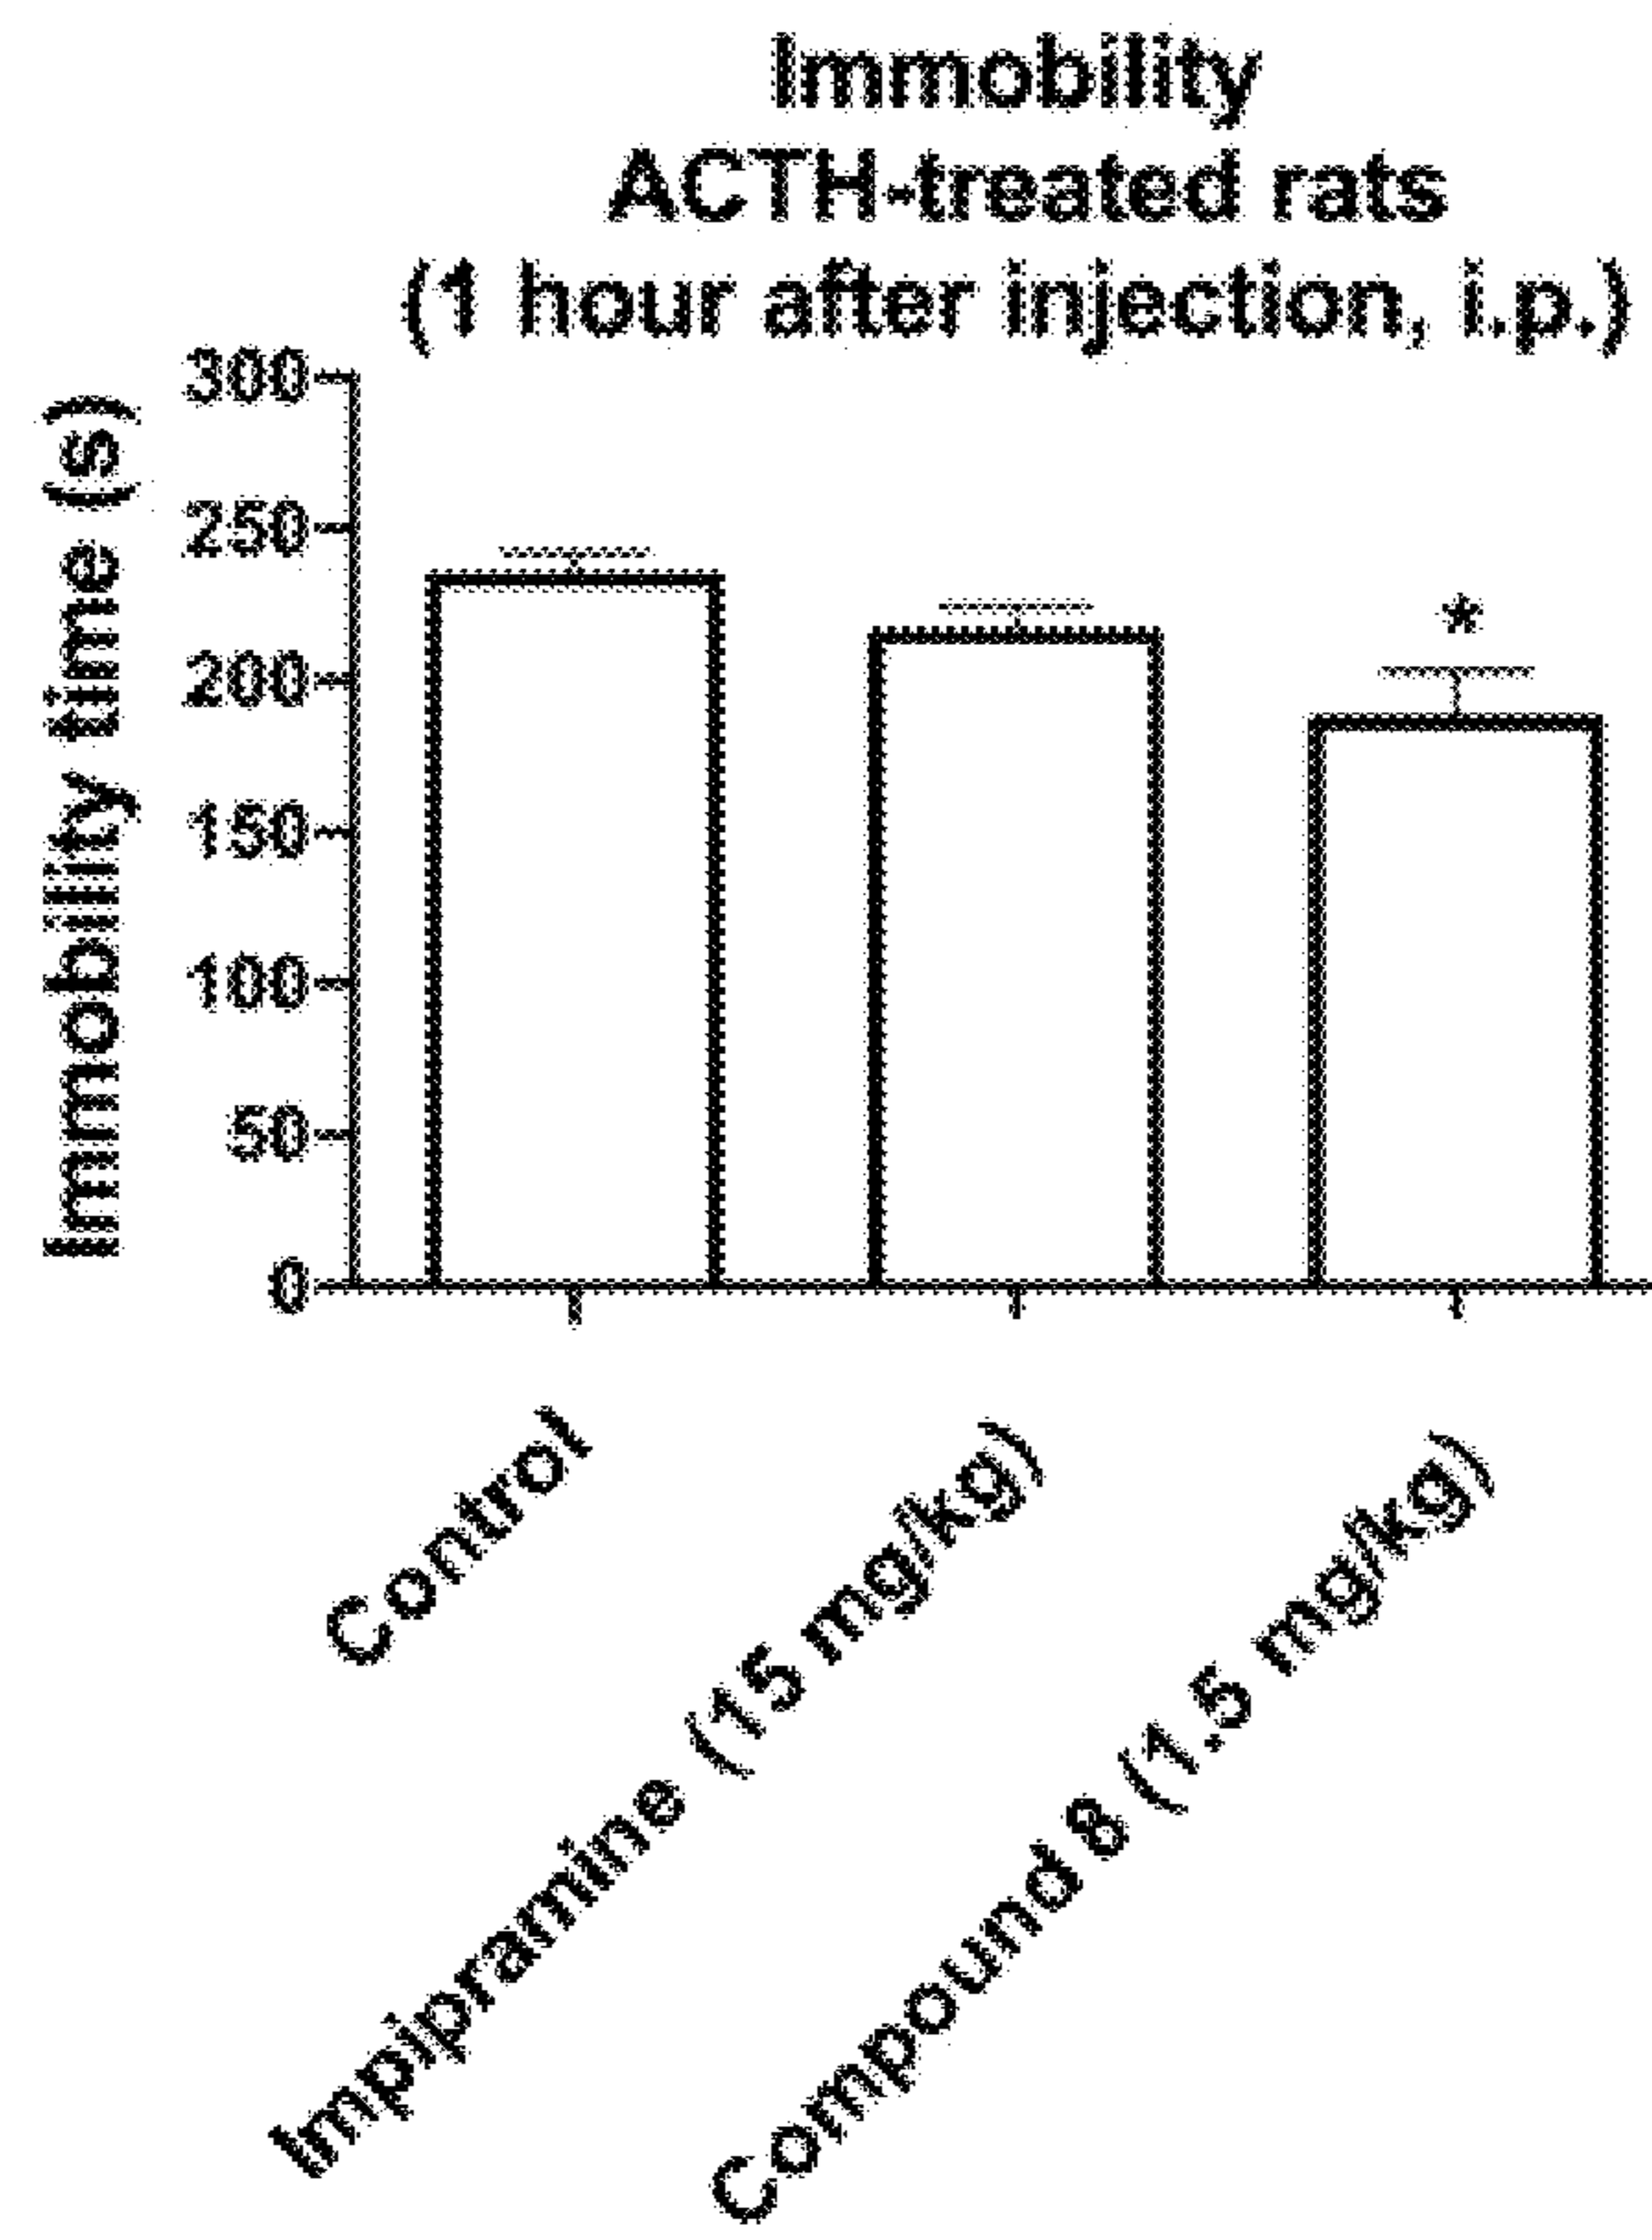 Immobility
ACTH-treated rats
(1 hour after injection, i.p.)
Immobility time (s)
300
250
200
150
100
50
0
*
Control
Impipramine (15 mg/kg)
Compound 8 (1.5 mg/kg)